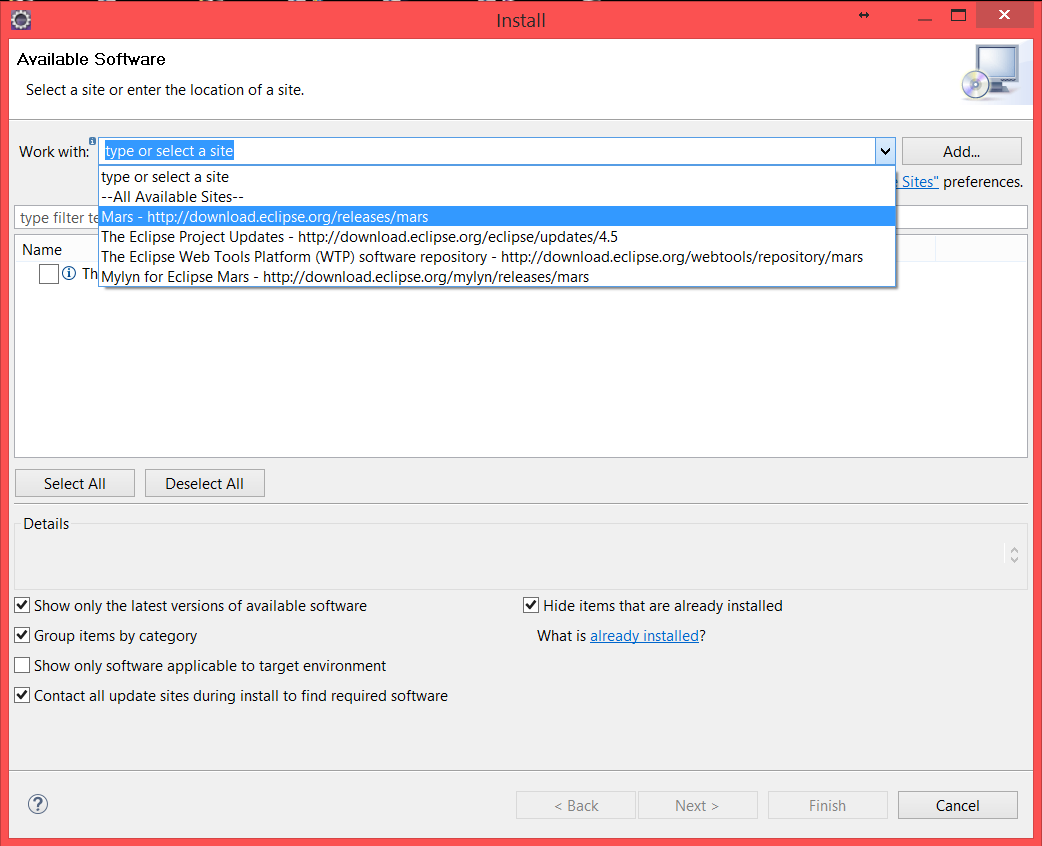 Install
Available Software
Select a site or enter the location of a site.
Work with:
type or select a site
Add...
type or select a site
--All Available Sites--
Sites" preferences.
Mars - http://download.eclipse.org/releases/mars
type filter te
The Eclipse Project Updates - http://download.eclipse.org/eclipse/updates/4.5
Name
The Eclipse Web Tools Platform (WTP) software repository - http://download.eclipse.org/webtools/repository/mars
Th
Mylyn for Eclipse Mars - http://download.eclipse.org/mylyn/releases/mars
Select All
Deselect All
Details
Show only the latest versions of available software
Hide items that are already installed
Group items by category
What is already installed?
Show only software applicable to target environment
Contact all update sites during install to find required software
?
< Back
Next >
Finish
Cancel